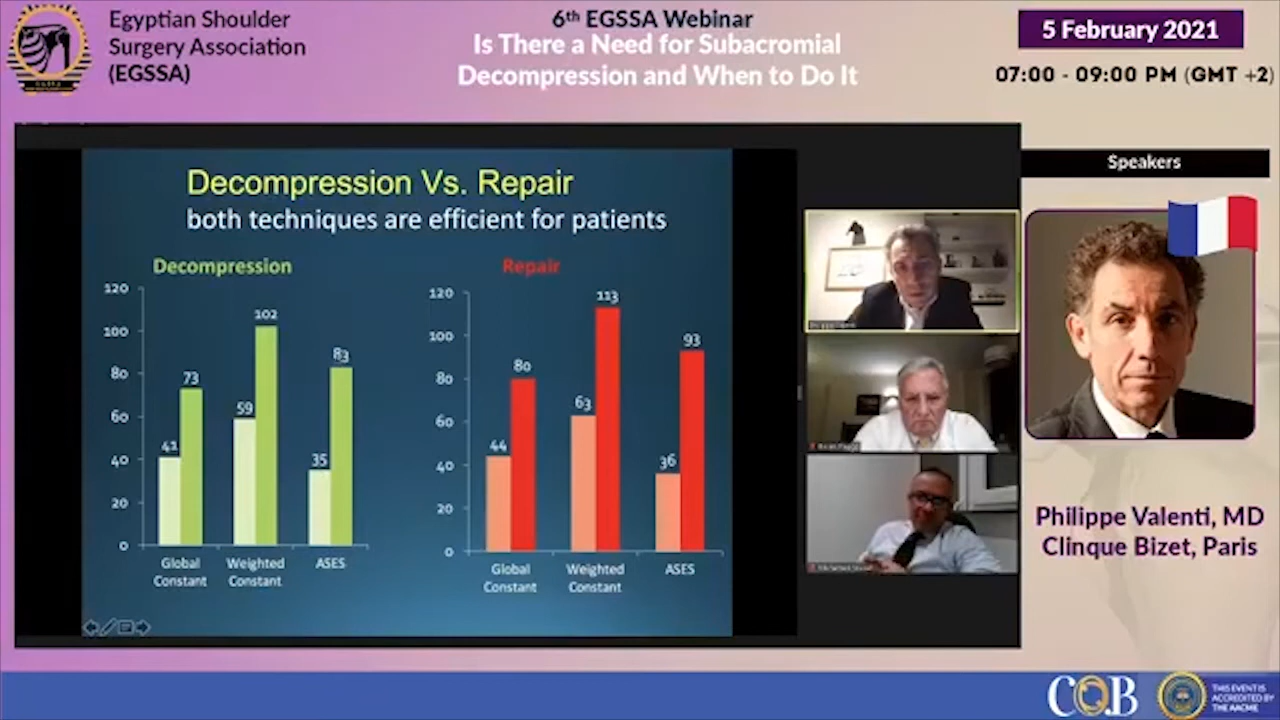 Egyptian Shoulder
Surgery Association
(EGSSA)
6th EGSSA Webinar
Is There a Need for Subacromial
Decompression and When to Do It
5 February 2021
07:00 - 09:00 PM (GMT +2)
Decompression Vs. Repair
both techniques are efficient for patients
Decompression
120
100
80
60
40
20
0
41
73
59
102
35
83
Global
Constant
Weighted
Constant
ASES
Repair
120
100
80
60
40
20
0
44
80
63
113
36
93
Global
Constant
Weighted
Constant
ASES
Speakers
Philippe Valenti, MD
Clinque Bizet, Paris
CQB
THIS EVENT IS
ACCREDITED BY
THE AACME